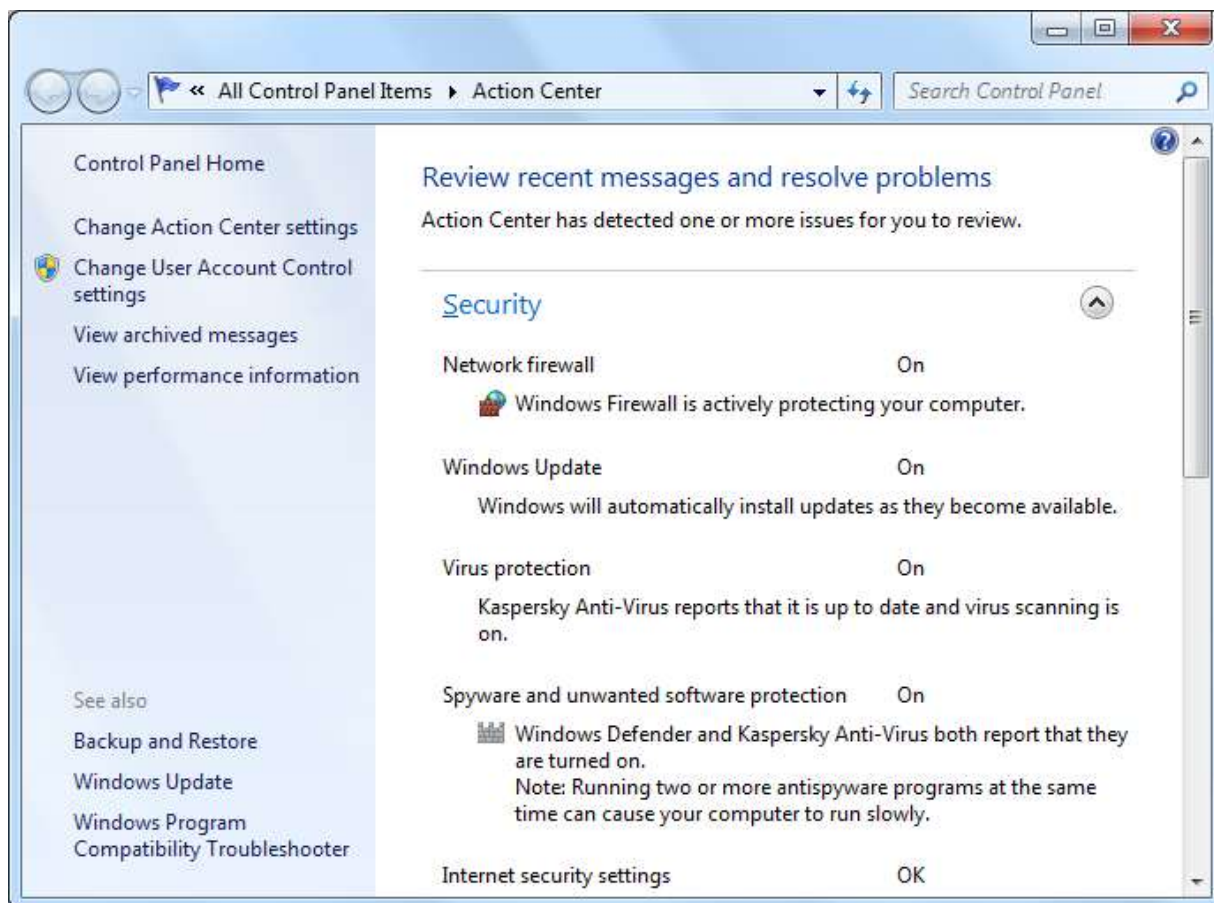 « All Control Panel Items ▸ Action Center
Search Control Panel
Control Panel Home
Change Action Center settings
Change User Account Control
settings
View archived messages
View performance information
See also
Backup and Restore
Windows Update
Windows Program
Compatibility Troubleshooter
Review recent messages and resolve problems
Action Center has detected one or more issues for you to review.
Security
Network firewall On
Windows Firewall is actively protecting your computer.
Windows Update On
Windows will automatically install updates as they become available.
Virus protection On
Kaspersky Anti-Virus reports that it is up to date and virus scanning is
on.
Spyware and unwanted software protection On
Windows Defender and Kaspersky Anti-Virus both report that they
are turned on.
Note: Running two or more antispyware programs at the same
time can cause your computer to run slowly.
Internet security settings OK